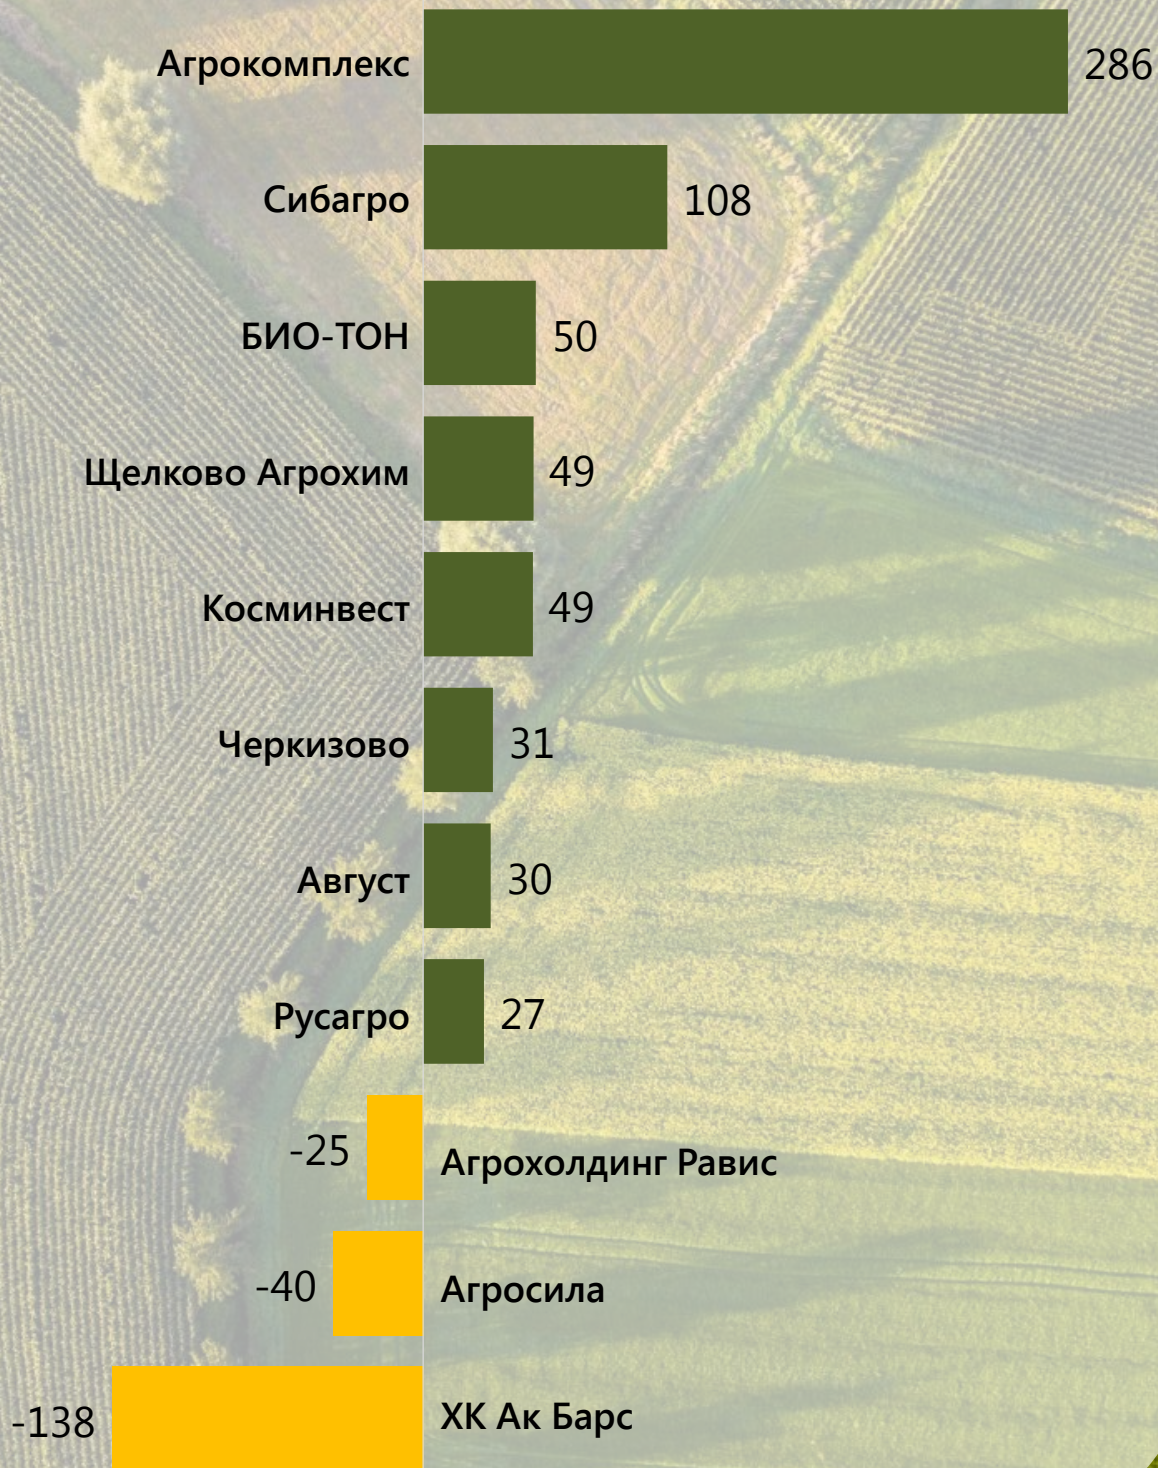 Агрокомплекс 286
Сибагро 108
БИО-ТОН 50
Щелково Агрохим 49
Косминвест 49
Черкизово 31
Август 30
Русагро 27
-25 Агрохолдинг Равис
-40 Агросила
-138 ХК Ак Барс